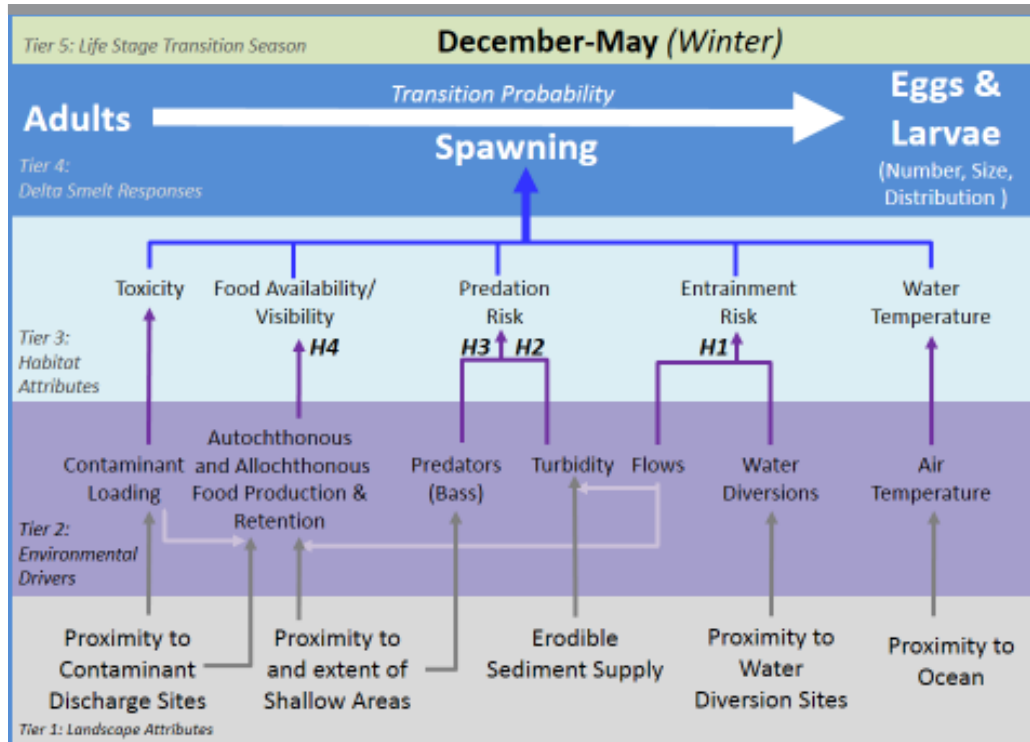 Tier 5: Life Stage Transition Season
December-May (Winter)
Transition Probability
Adults
Spawning
Eggs &
Larvae
(Number, Size,
Distribution )
Tier 4:
Delta Smelt Responses
Toxicity
Food Availability/
Visibility
Predation
Risk
Entrainment
Risk
Water
Temperature
H4
H3
H2
H1
Tier 3:
Habitat
Attributes
Contaminant
Loading
Autochthonous
and Allochthonous
Food Production &
Retention
Predators
(Bass)
Turbidity
Flows
Water
Diversions
Air
Temperature
Tier 2:
Environmental
Drivers
Proximity to
Contaminant
Discharge Sites
Proximity to
and extent of
Shallow Areas
Erodible
Sediment Supply
Proximity to
Water
Diversion Sites
Proximity to
Ocean
Tier 1: Landscape Attributes